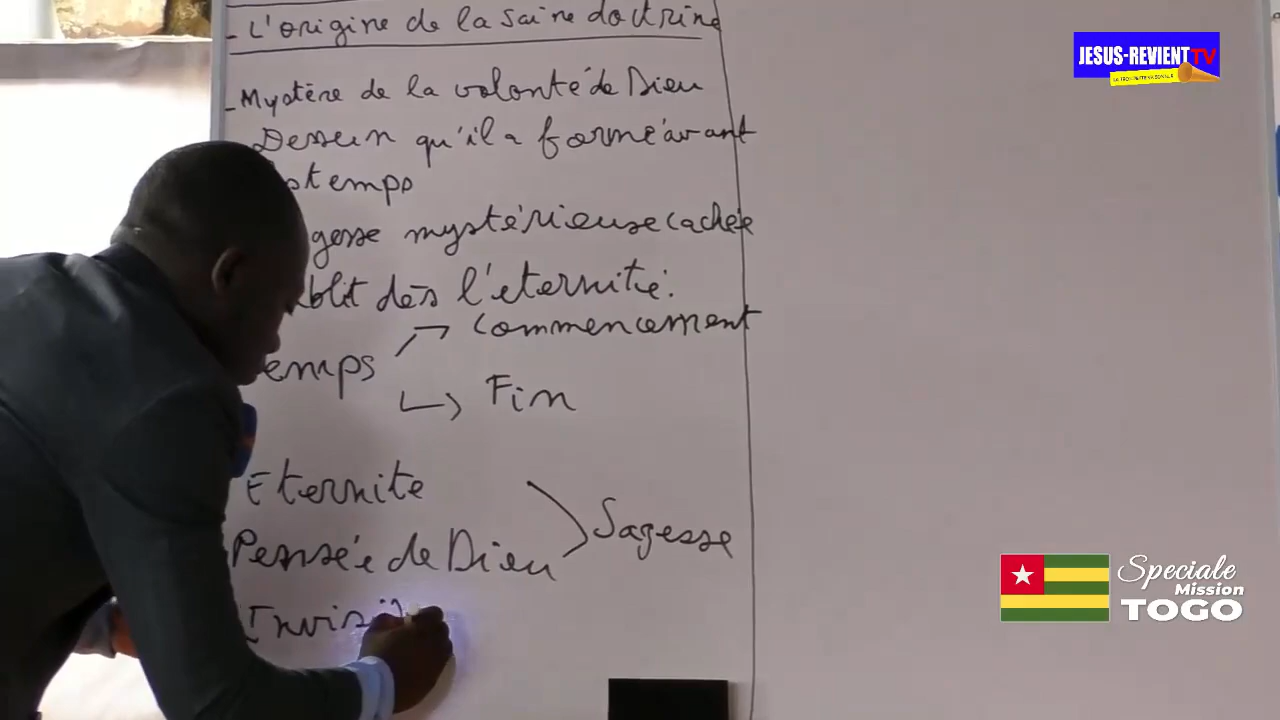 - L'origine de la saine doctrine
- Mystère de la volonté de Dieu
Dessein qu'il a formé avant
temps
mystérieuse cachée
dès l'éternité.
Commencement
Fin
Eternité
Pensée de Dieu
Sagesse
JESUS-REVIENT TV
Speciale
Mission
TOGO